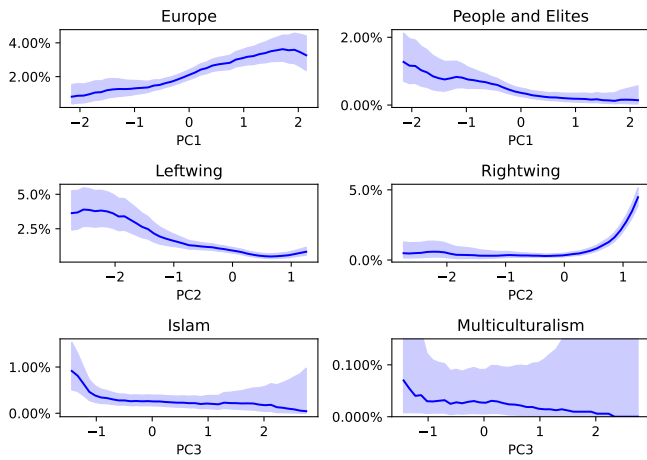 Europe
4.00%
2.00%
−2 −1 0 1 2
PC1
People and Elites
2.00%
0.00%
−2 −1 0 1 2
PC1
Leftwing
5.0%
2.5%
−2 −1 0 1
PC2
Rightwing
5.0%
0.0%
−2 −1 0 1
PC2
Islam
1.00%
0.00%
−1 0 1 2
PC3
Multiculturalism
0.100%
0.000%
−1 0 1 2
PC3